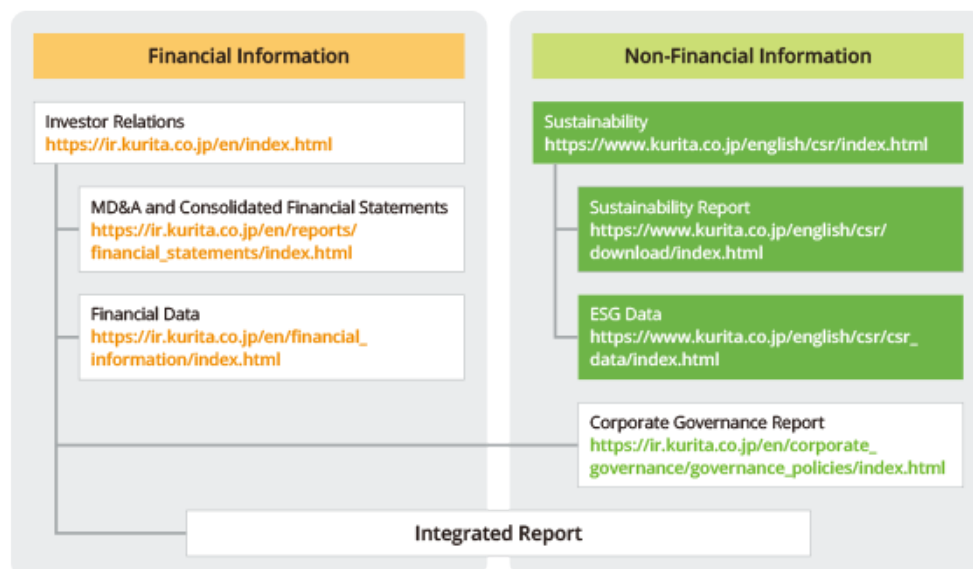 Financial Information
Investor Relations
https://ir.kurita.co.jp/en/index.html
MD&A and Consolidated Financial Statements
https://ir.kurita.co.jp/en/reports/
financial_statements/index.html
Financial Data
https://ir.kurita.co.jp/en/financial_
information/index.html
Non-Financial Information
Sustainability
https://www.kurita.co.jp/english/csr/index.html
Sustainability Report
https://www.kurita.co.jp/english/csr/
download/index.html
ESG Data
https://www.kurita.co.jp/english/csr/csr_
data/index.html
Corporate Governance Report
https://ir.kurita.co.jp/en/corporate_
governance/governance_policies/index.html
Integrated Report